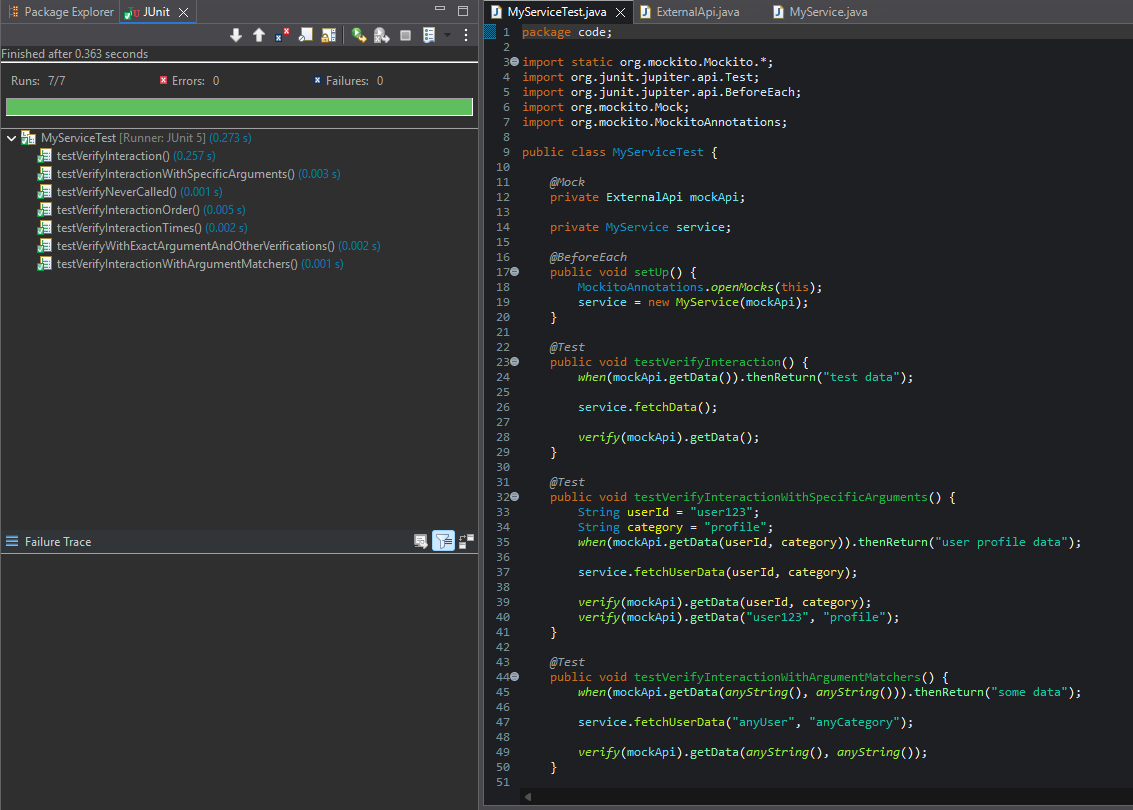 Package Explorer JUnit
Finished after 0.363 seconds
Runs: 7/7 Errors: 0 Failures: 0
MyServiceTest [Runner: JUnit 5] (0.273 s)
testVerifyInteraction() (0.257 s)
testVerifyInteractionWithSpecificArguments() (0.003 s)
testVerifyNeverCalled() (0.001 s)
testVerifyInteractionOrder() (0.005 s)
testVerifyInteractionTimes() (0.002 s)
testVerifyWithExactArgumentAndOtherVerifications() (0.002 s)
testVerifyInteractionWithArgumentMatchers() (0.001 s)
Failure Trace
MyServiceTest.java ExternalApi.java MyService.java
1 package code;
2
3 import static org.mockito.Mockito.*;
4 import org.junit.jupiter.api.Test;
5 import org.junit.jupiter.api.BeforeEach;
6 import org.mockito.Mock;
7 import org.mockito.MockitoAnnotations;
8
9 public class MyServiceTest {
10
11 @Mock
12 private ExternalApi mockApi;
13
14 private MyService service;
15
16 @BeforeEach
17 public void setUp() {
18 MockitoAnnotations.openMocks(this);
19 service = new MyService(mockApi);
20 }
21
22 @Test
23 public void testVerifyInteraction() {
24 when(mockApi.getData()).thenReturn("test data");
25
26 service.fetchData();
27
28 verify(mockApi).getData();
29 }
30
31 @Test
32 public void testVerifyInteractionWithSpecificArguments() {
33 String userId = "user123";
34 String category = "profile";
35 when(mockApi.getData(userId, category)).thenReturn("user profile data");
36
37 service.fetchUserData(userId, category);
38
39 verify(mockApi).getData(userId, category);
40 verify(mockApi).getData("user123", "profile");
41 }
42
43 @Test
44 public void testVerifyInteractionWithArgumentMatchers() {
45 when(mockApi.getData(anyString(), anyString())).thenReturn("some data");
46
47 service.fetchUserData("anyUser", "anyCategory");
48
49 verify(mockApi).getData(anyString(), anyString());
50 }
51